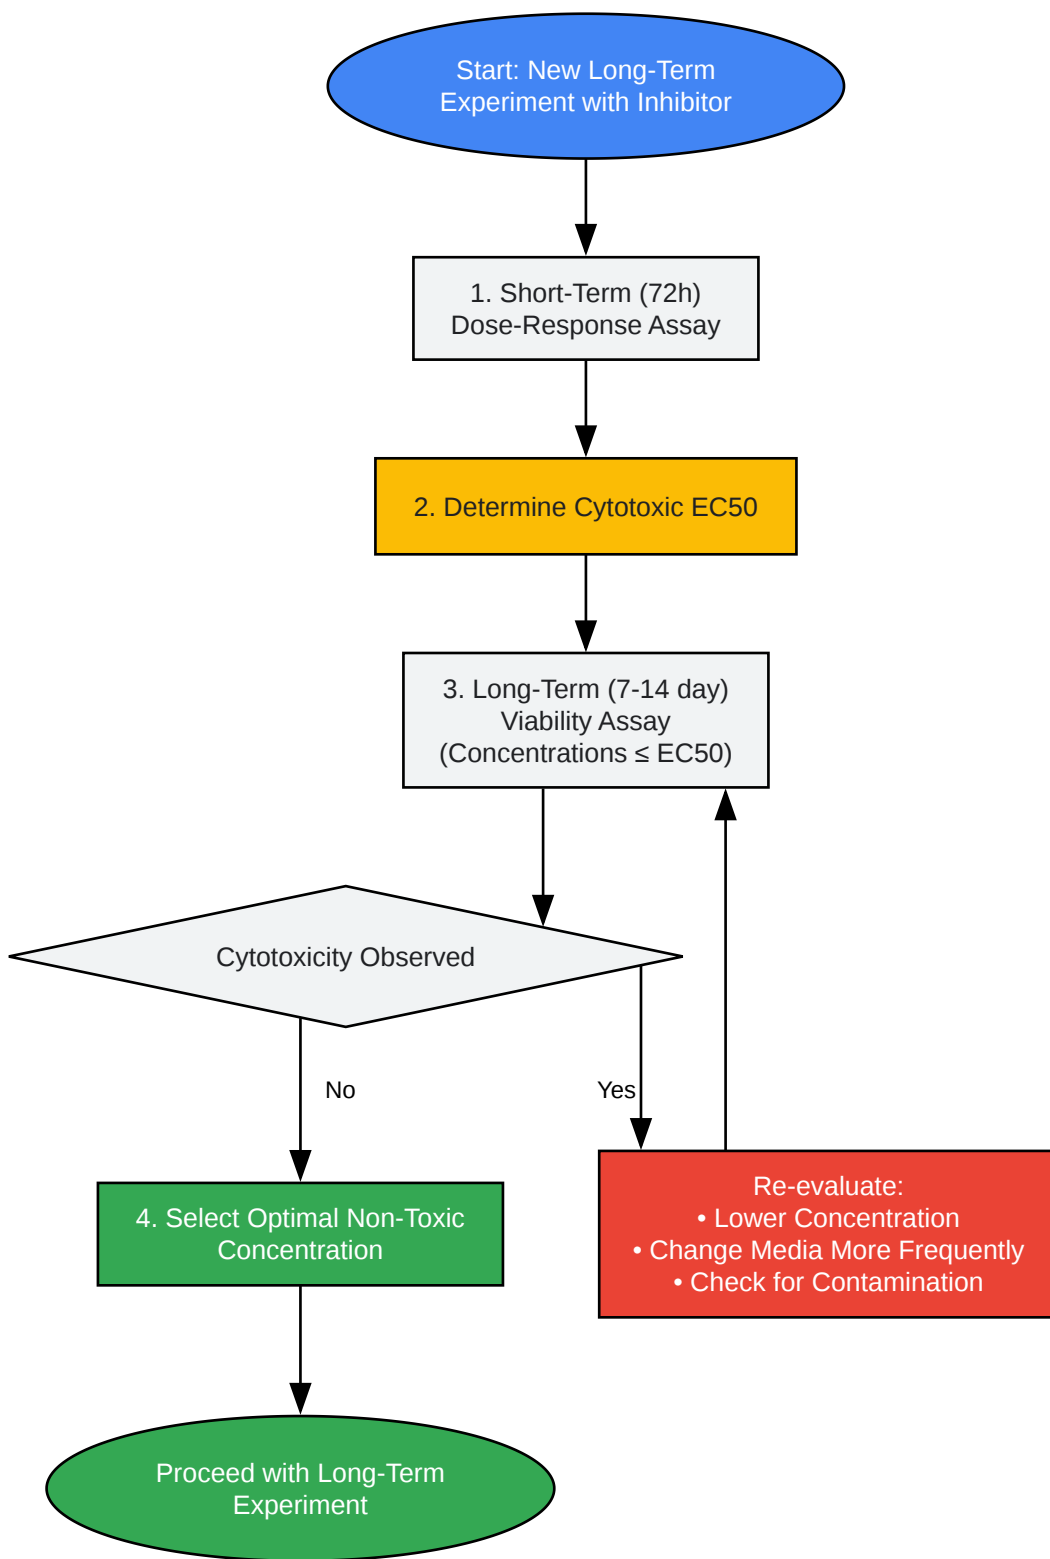 Start: New Long-Term
Experiment with Inhibitor
1. Short-Term (72h)
Dose-Response Assay
2. Determine Cytotoxic EC50
3. Long-Term (7-14 day)
Viability Assay
(Concentrations ≤ EC50)
Cytotoxicity Observed
No
Yes
4. Select Optimal Non-Toxic
Concentration
Re-evaluate:
• Lower Concentration
• Change Media More Frequently
• Check for Contamination
Proceed with Long-Term
Experiment